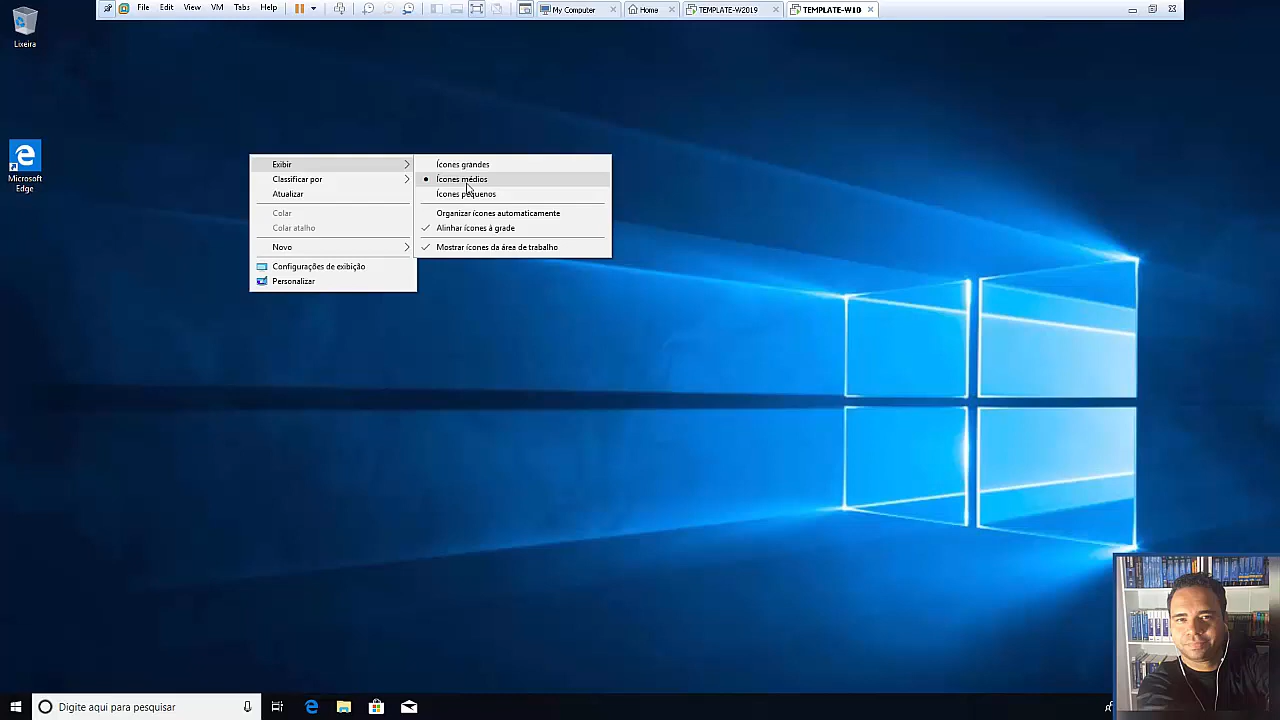 File Edit View VM Tabs Help My Computer Home TEMPLATE-W2019 TEMPLATE-W10
Lixeira
Microsoft
Edge
Exibir
Classificar por
Atualizar
Colar
Colar atalho
Novo
Configurações de exibição
Personalizar
Ícones grandes
Ícones médios
Ícones pequenos
Organizar ícones automaticamente
Alinhar ícones à grade
Mostrar ícones da área de trabalho
Digite aqui para pesquisar